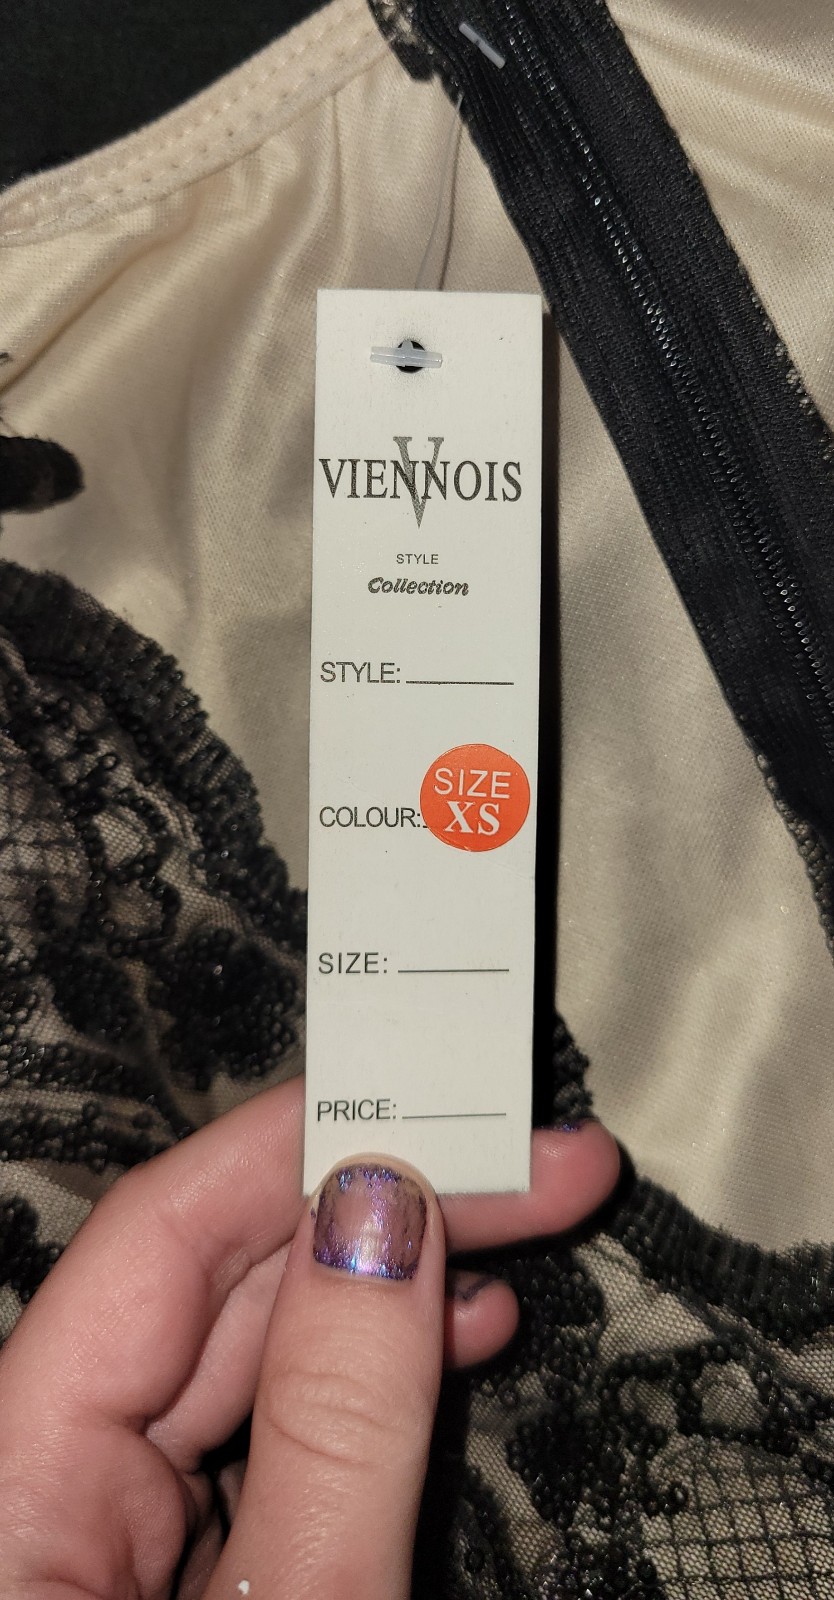 V
VIENNOIS
STYLE
Collection
STYLE:
SIZE
XS
COLOUR:
SIZE:
PRICE: